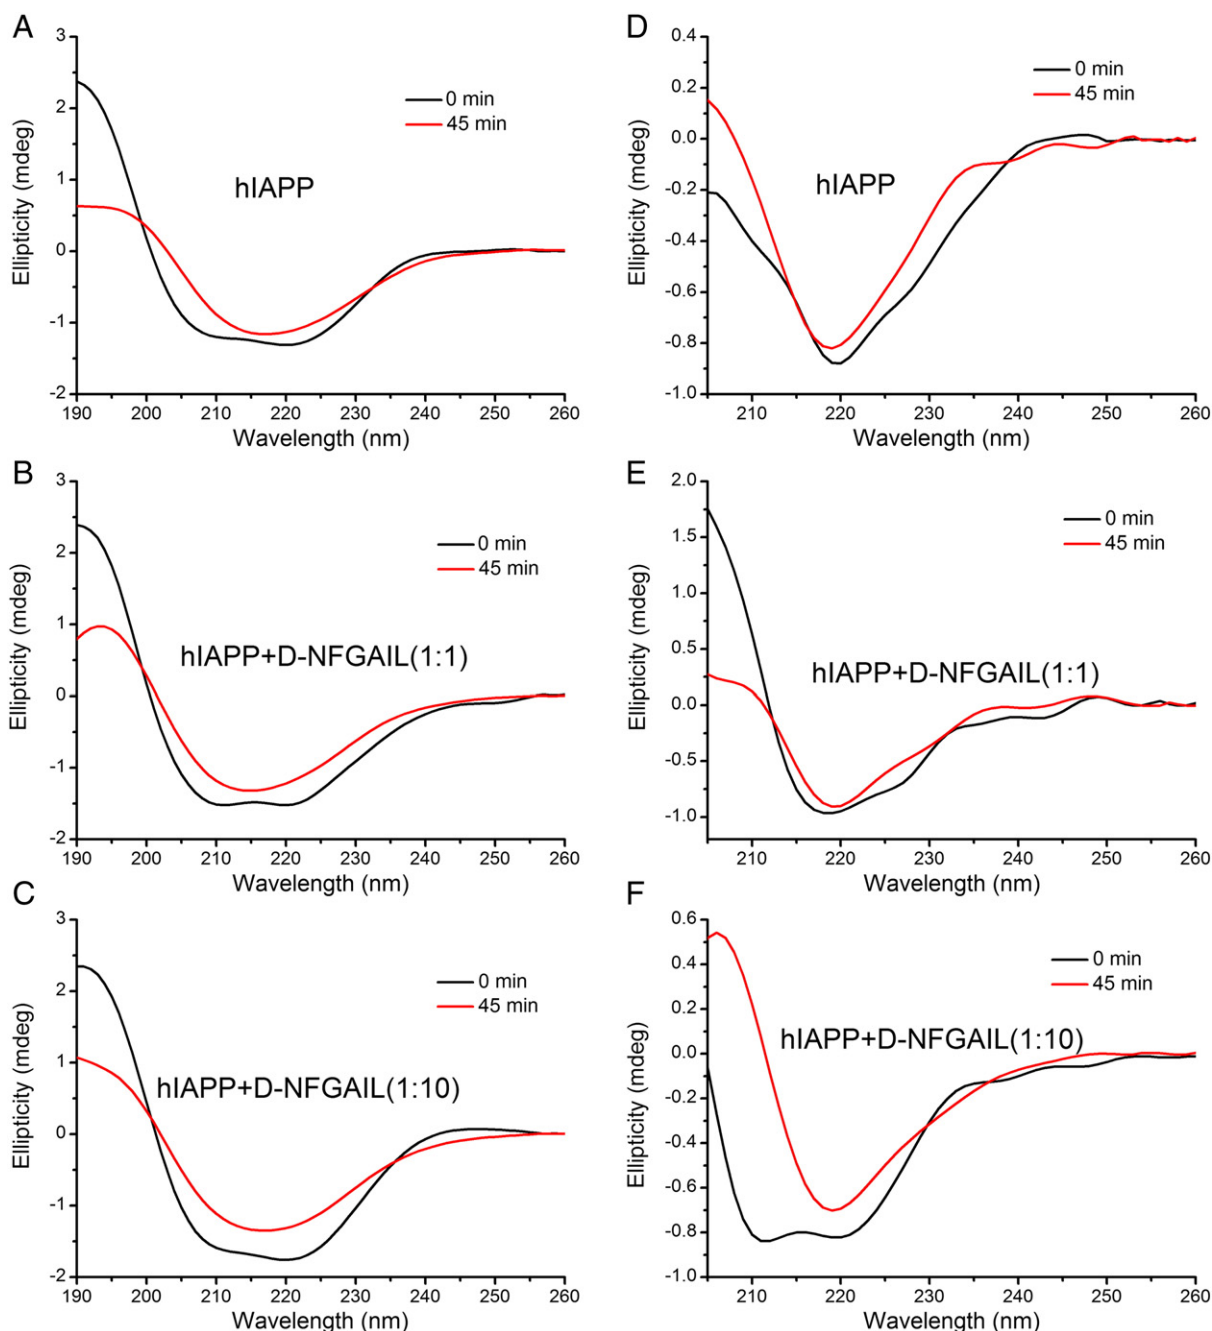 A
3
2
1
0
-1
-2
Ellipticity (mdeg)
0 min
45 min
hIAPP
190 200 210 220 230 240 250 260
Wavelength (nm)
D
0.4
0.2
0.0
-0.2
-0.4
-0.6
-0.8
-1.0
Ellipticity (mdeg)
0 min
45 min
hIAPP
210 220 230 240 250 260
Wavelength (nm)
B
3
2
1
0
-1
-2
Ellipticity (mdeg)
0 min
45 min
hIAPP+D-NFGAIL(1:1)
190 200 210 220 230 240 250 260
Wavelength (nm)
E
2.0
1.5
1.0
0.5
0.0
-0.5
-1.0
Ellipticity (mdeg)
0 min
45 min
hIAPP+D-NFGAIL(1:1)
210 220 230 240 250 260
Wavelength (nm)
C
3
2
1
0
-1
-2
Ellipticity (mdeg)
0 min
45 min
hIAPP+D-NFGAIL(1:10)
190 200 210 220 230 240 250 260
Wavelength (nm)
F
0.6
0.4
0.2
0.0
-0.2
-0.4
-0.6
-0.8
-1.0
Ellipticity (mdeg)
0 min
45 min
hIAPP+D-NFGAIL(1:10)
210 220 230 240 250 260
Wavelength (nm)